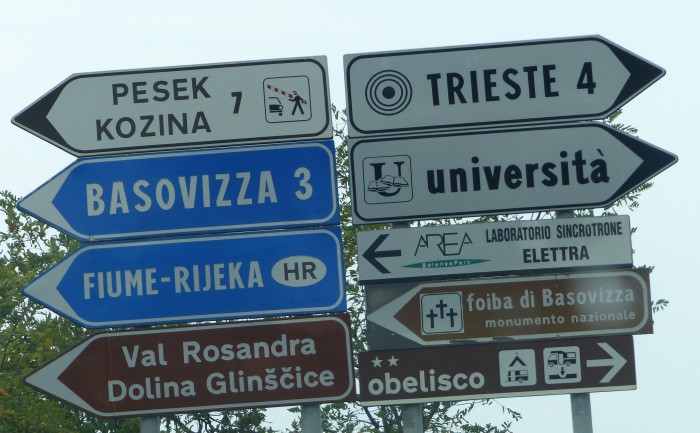 PESEK
KOZINA 7
BASOVIZZA 3
FIUME-RIJEKA HR
Val Rosandra
Dolina Glinščice
TRIESTE 4
U università
AREA LABORATORIO SINCROTRONE
ELETTRA
foiba di Basovizza
monumento nazionale
obelisco